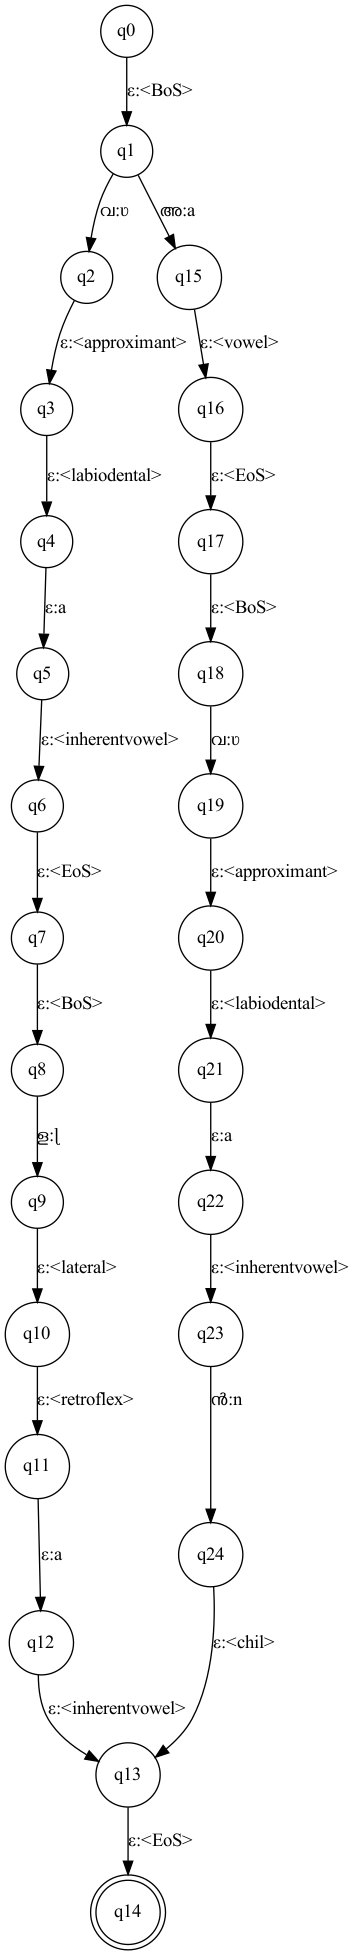 q0
ε:<BoS>
q1
വ:ʋ അ:a
q2 q15
ε:<approximant> ε:<vowel>
q3 q16
ε:<labiodental> ε:<EoS>
q4 q17
ε:a ε:<BoS>
q5 q18
ε:<inherentvowel> വ:ʋ
q6 q19
ε:<EoS> ε:<approximant>
q7 q20
ε:<BoS> ε:<labiodental>
q8 q21
ള:ɭ ε:a
q9 q22
ε:<lateral> ε:<inherentvowel>
q10 q23
ε:<retroflex> ൻ:n
q11
ε:a q24
q12 ε:<chil>
ε:<inherentvowel>
q13
ε:<EoS>
q14